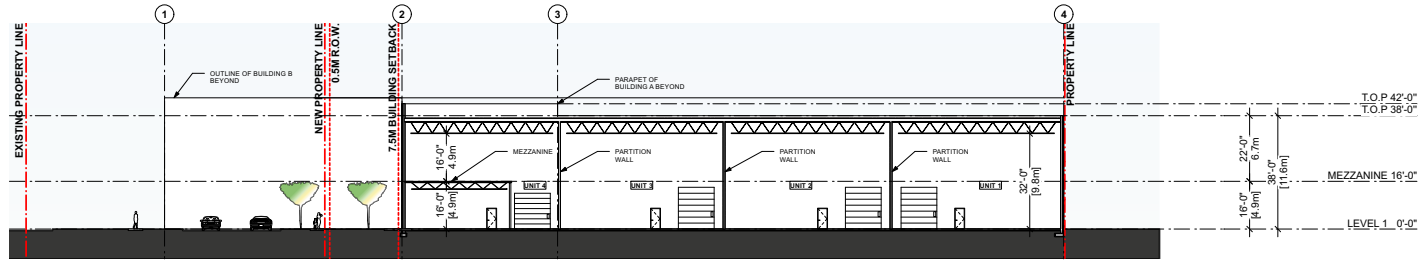 1
2
3
4
EXISTING PROPERTY LINE
OUTLINE OF BUILDING B
BEYOND
NEW PROPERTY LINE
0.5M R.O.W.
7.5M BUILDING SETBACK
PARAPET OF
BUILDING A BEYOND
PROPERTY LINE
T.O.P 42'-0"
T.O.P 38'-0"
16'-0"
4.9m
MEZZANINE
PARTITION
WALL
PARTITION
WALL
PARTITION
WALL
22'-0"
6.7m
38'-0"
[11.6m]
32'-0"
[9.8m]
MEZZANINE 16'-0"
16'-0"
[4.9m]
UNIT 4
UNIT 3
UNIT 2
UNIT 1
16'-0"
[4.9m]
LEVEL 1 0'-0"